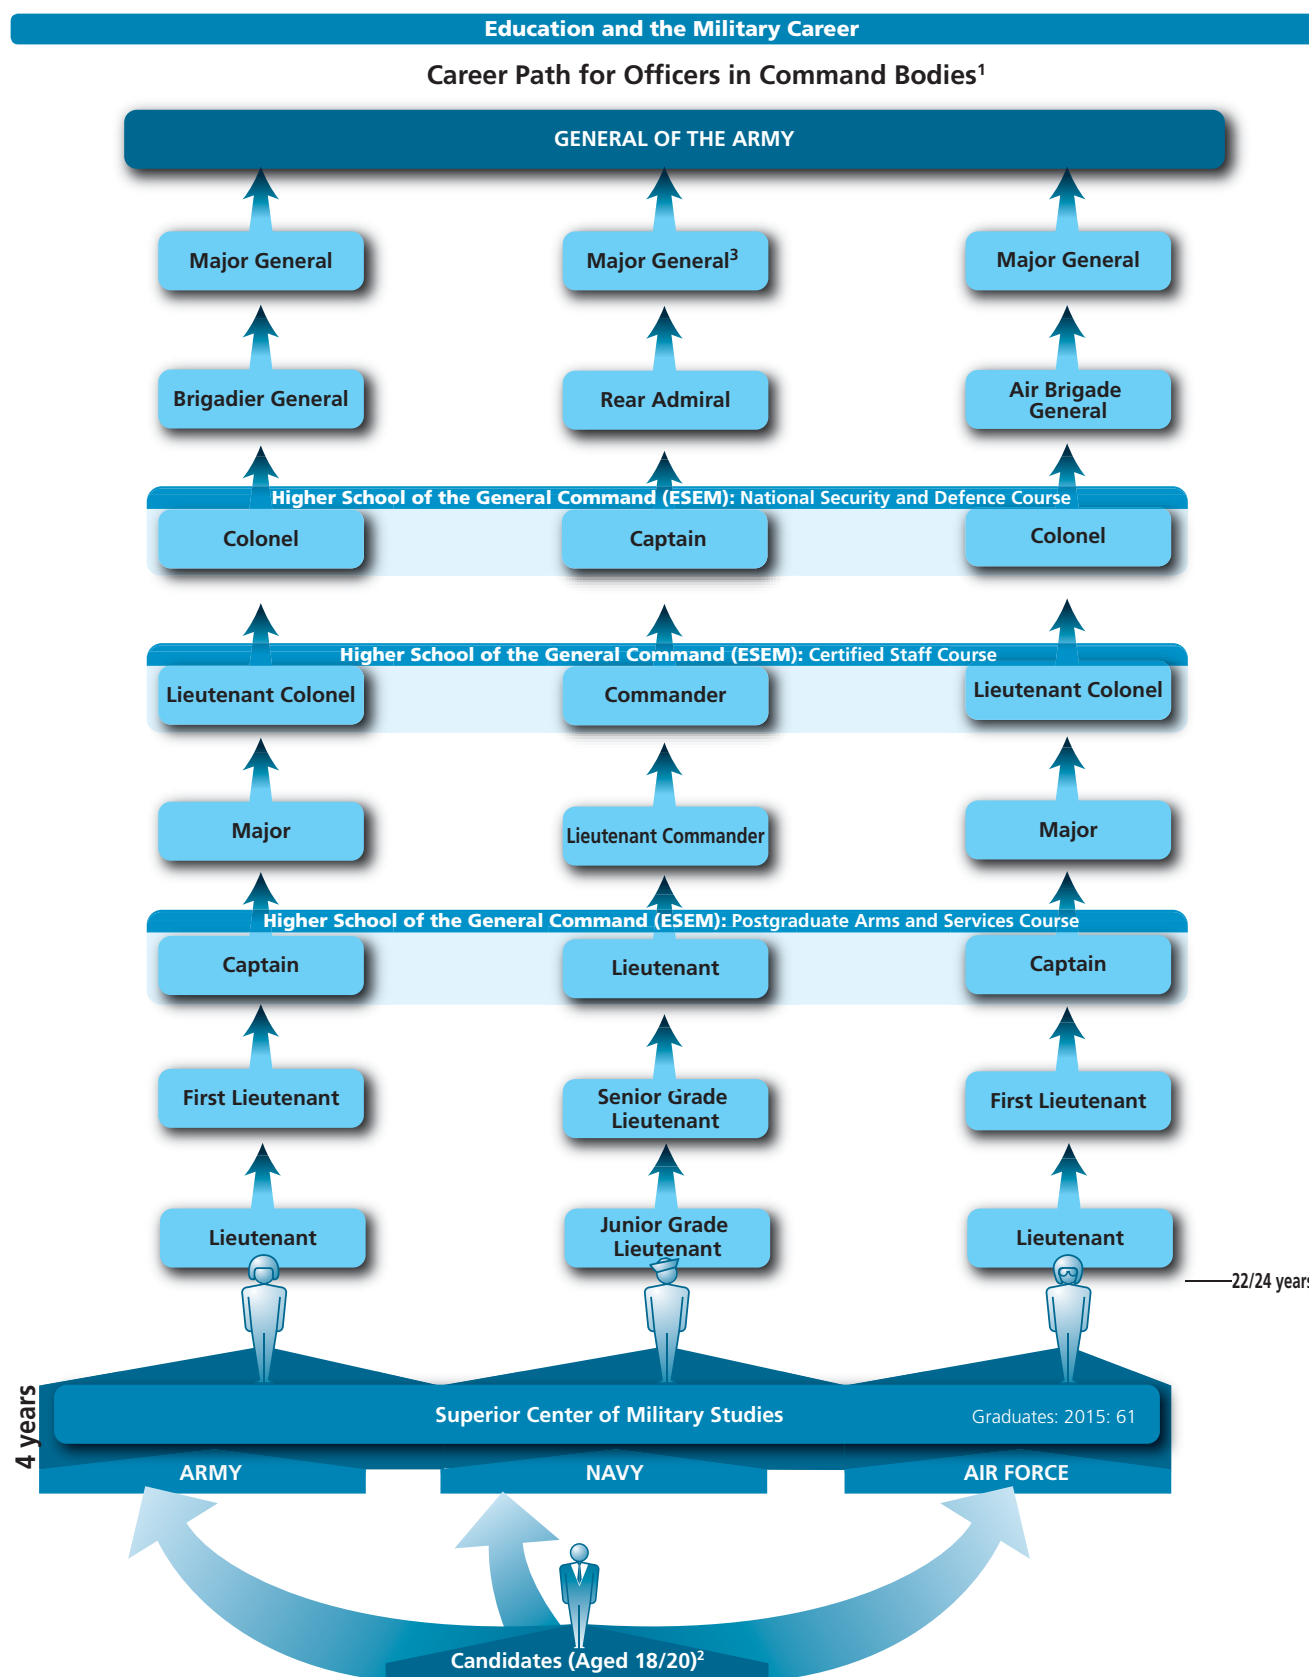 Education and the Military Career
Career Path for Officers in Command Bodies¹
GENERAL OF THE ARMY
Major General
Major General³
Major General
Brigadier General
Rear Admiral
Air Brigade
General
Higher School of the General Command (ESEM): National Security and Defence Course
Colonel
Captain
Colonel
Higher School of the General Command (ESEM): Certified Staff Course
Lieutenant Colonel
Commander
Lieutenant Colonel
Major
Lieutenant Commander
Major
Higher School of the General Command (ESEM): Postgraduate Arms and Services Course
Captain
Lieutenant
Captain
First Lieutenant
Senior Grade
Lieutenant
First Lieutenant
Lieutenant
Junior Grade
Lieutenant
Lieutenant
22/24 years
4 years
Superior Center of Military Studies
Graduates: 2015: 61
ARMY
NAVY
AIR FORCE
Candidates (Aged 18/20)²